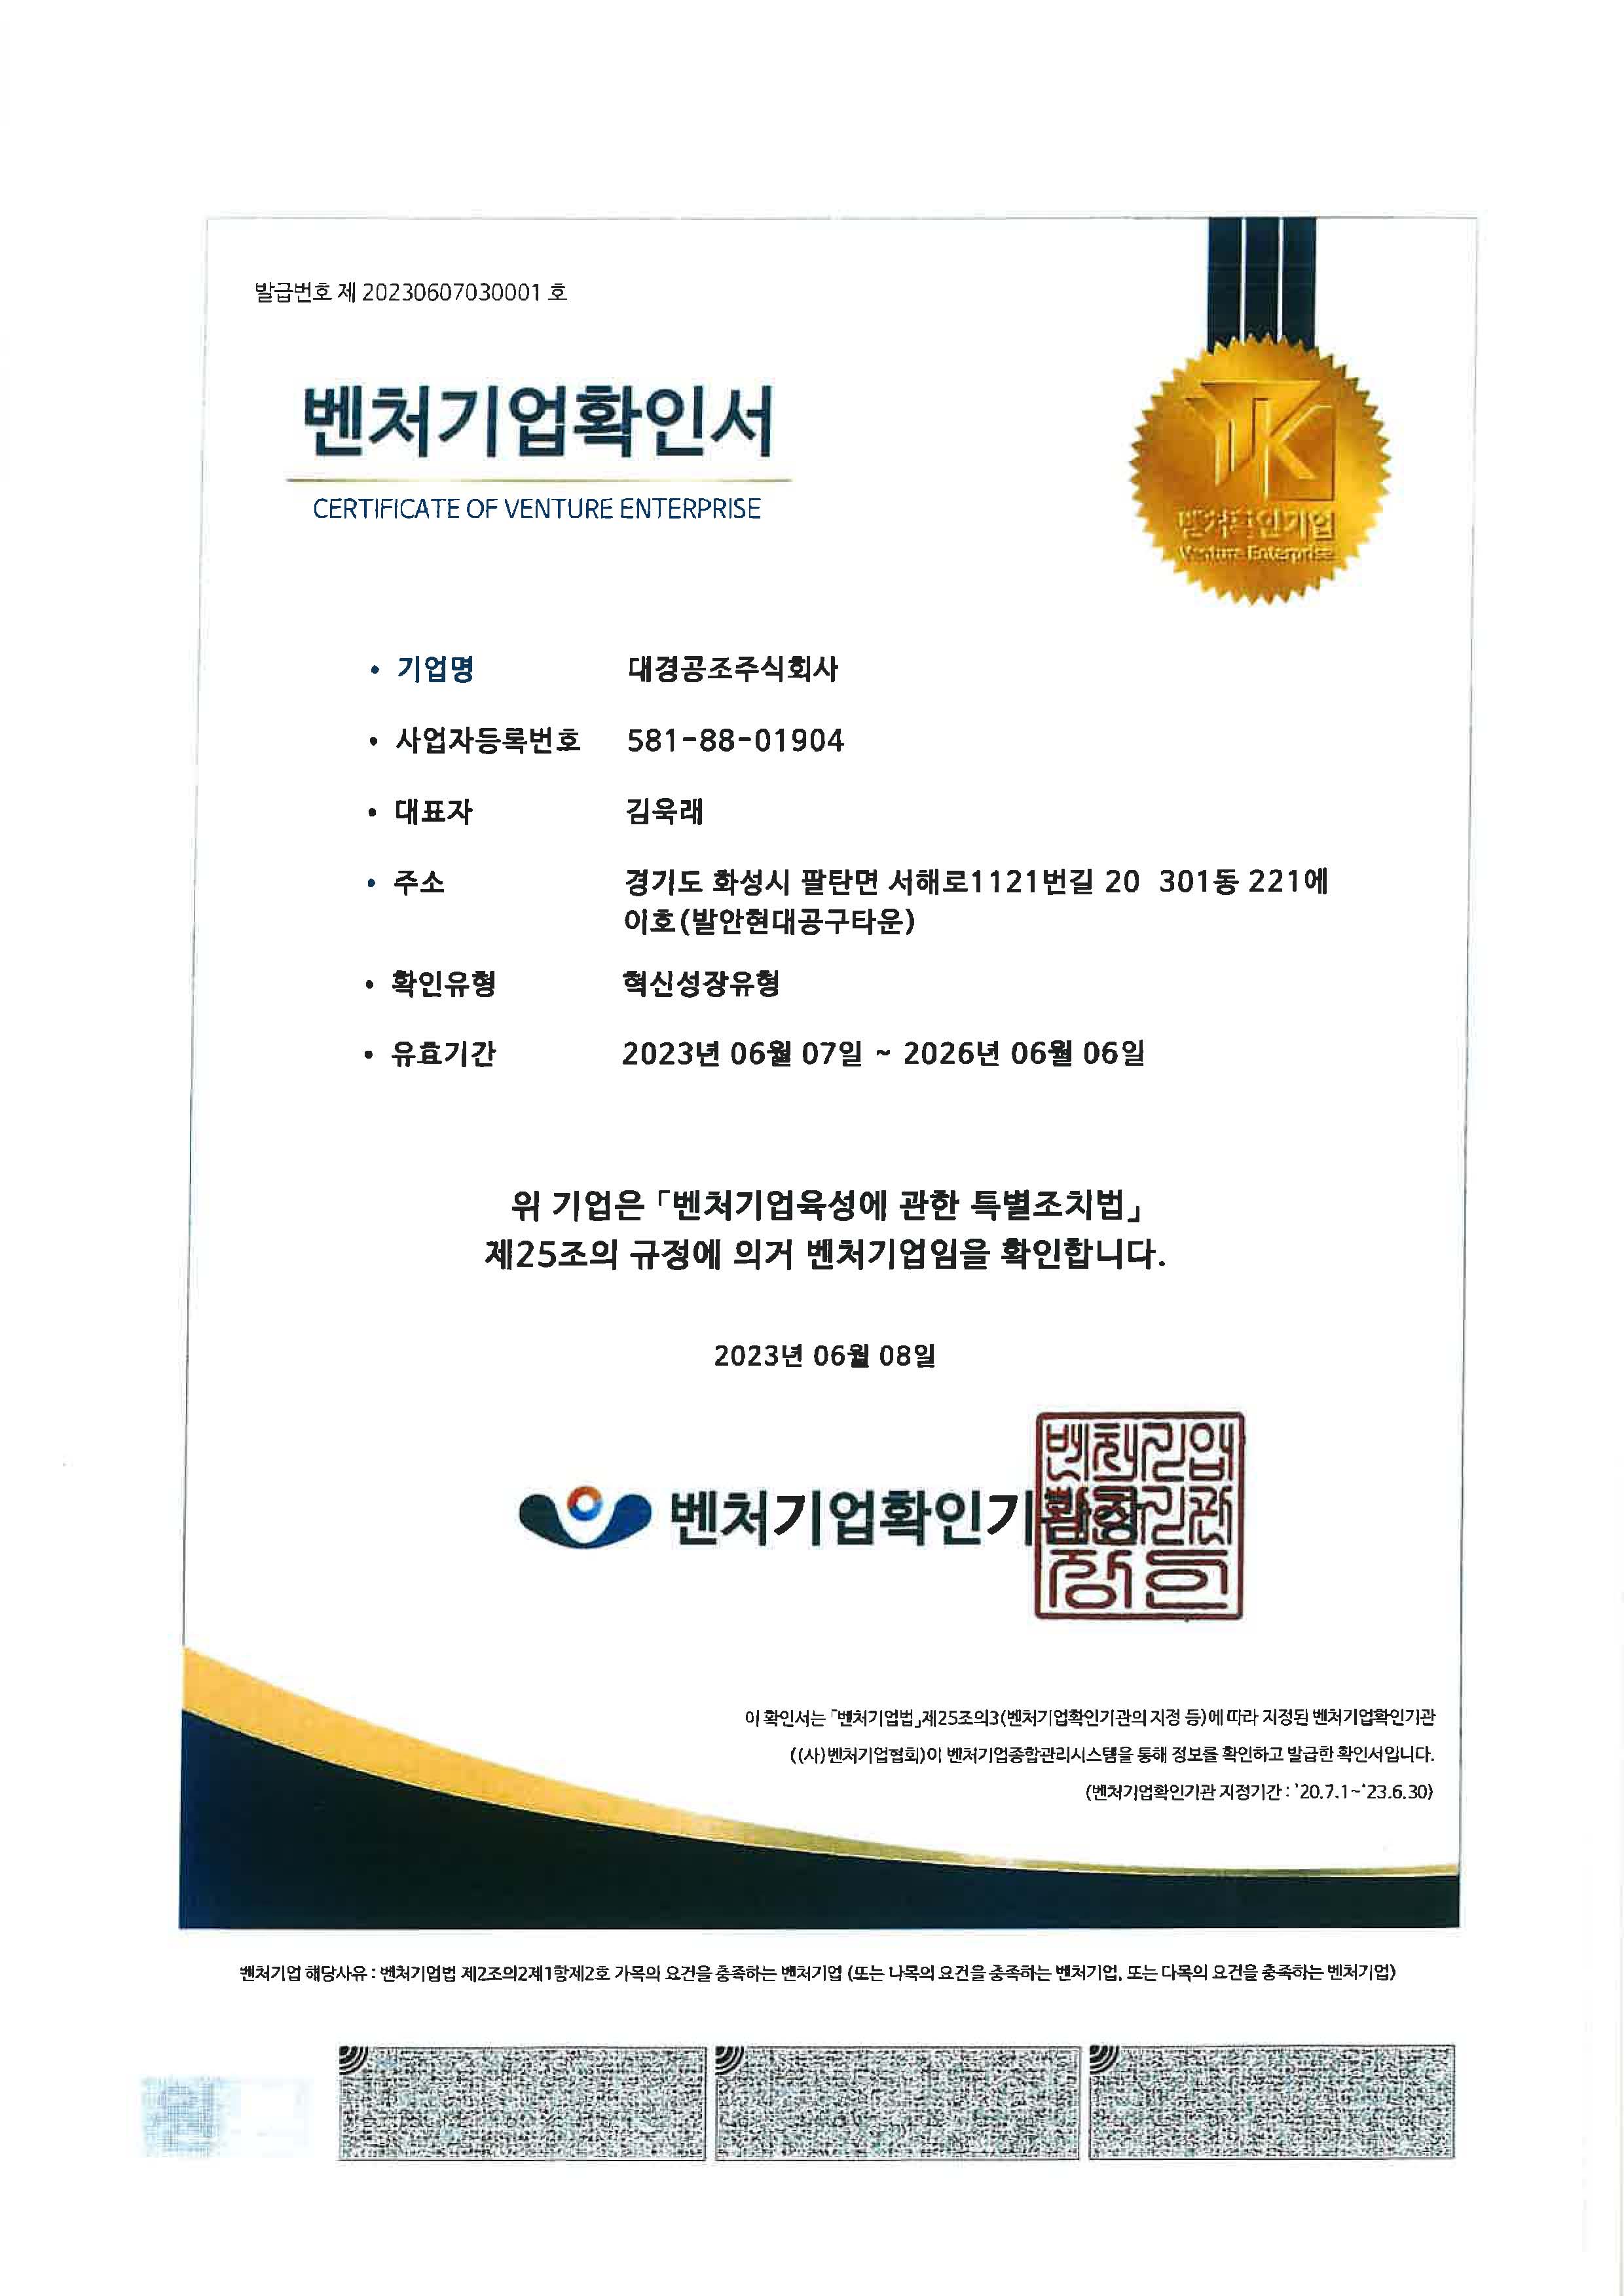 발급번호 제 20230607030001 호
벤처기업확인서
CERTIFICATE OF VENTURE ENTERPRISE
벤처확인기업
Venture Enterprise
• 기업명 대경공조주식회사
• 사업자등록번호 581-88-01904
• 대표자 김욱래
• 주소 경기도 화성시 팔탄면 서해로1121번길 20 301동 221에
이호(발안현대공구타운)
• 확인유형 혁신성장유형
• 유효기간 2023년 06월 07일 ~ 2026년 06월 06일
위 기업은 「벤처기업육성에 관한 특별조치법」
제25조의 규정에 의거 벤처기업임을 확인합니다.
2023년 06월 08일
벤처기업확인기관장
벤처기업
확인기관
장의인
이 확인서는 「벤처기업법」제25조의3(벤처기업확인기관의 지정 등)에 따라 지정된 벤처기업확인기관
((사)벤처기업협회)이 벤처기업종합관리시스템을 통해 정보를 확인하고 발급한 확인서입니다.
(벤처기업확인기관 지정기간 : '20.7.1~'23.6.30)
벤처기업 해당사유 : 벤처기업법 제2조의2제1항제2호 가목의 요건을 충족하는 벤처기업 (또는 나목의 요건을 충족하는 벤처기업, 또는 다목의 요건을 충족하는 벤처기업)